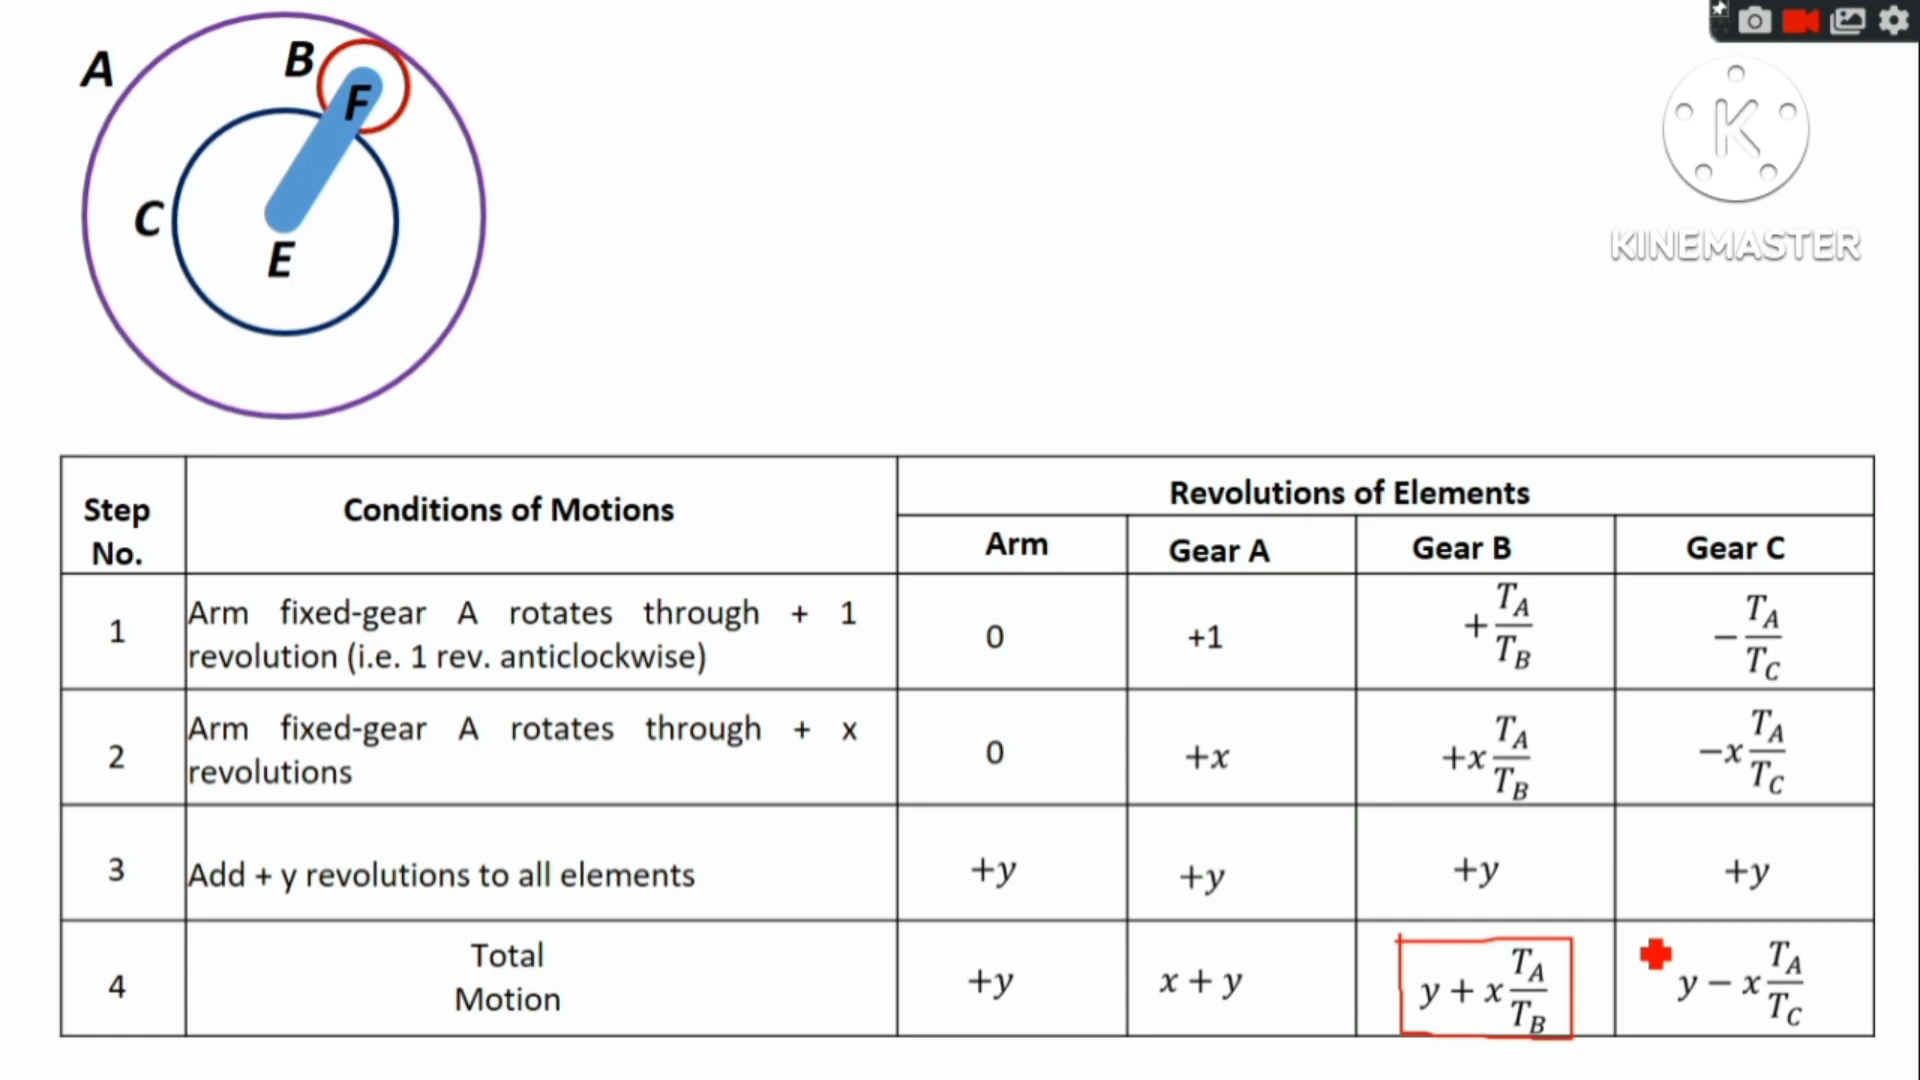 A
B
F
C
E
K
KINEMASTER
Step No.
Conditions of Motions
Revolutions of Elements
Arm
Gear A
Gear B
Gear C
1
Arm fixed-gear A rotates through + 1
revolution (i.e. 1 rev. anticlockwise)
0
+1
+T_A/T_B
−T_A/T_C
2
Arm fixed-gear A rotates through + x
revolutions
0
+x
+x T_A/T_B
−x T_A/T_C
3
Add + y revolutions to all elements
+y
+y
+y
+y
4
Total
Motion
+y
x + y
y + x T_A/T_B
y − x T_A/T_C